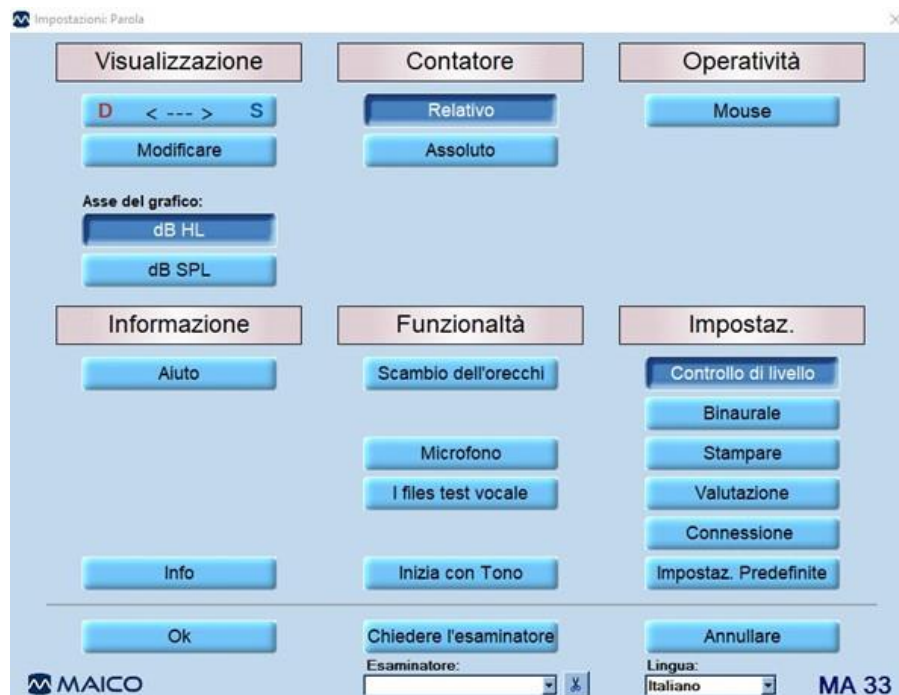 Impostazioni: Parola
Visualizzazione
D < --- > S
Modificare
Asse del grafico:
dB HL
dB SPL
Contatore
Relativo
Assoluto
Operatività
Mouse
Informazione
Aiuto
Info
Funzionaltà
Scambio dell'orecchi
Microfono
I files test vocale
Inizia con Tono
Impostaz.
Controllo di livello
Binaurale
Stampare
Valutazione
Connessione
Impostaz. Predefinite
Ok
Chiedere l'esaminatore
Annullare
Esaminatore:
Lingua:
Italiano
MAICO
MA 33